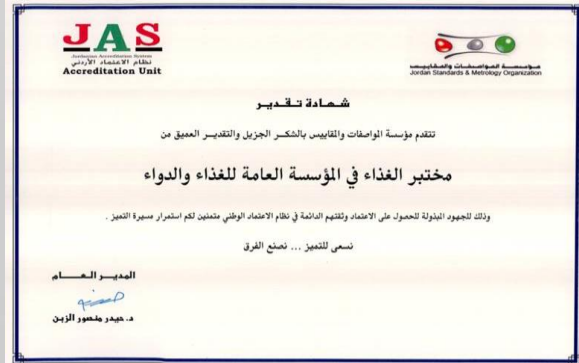 JAS
Jordanian Accreditation System
نظام الاعتماد الأردني
Accreditation Unit
مؤسسة المواصفات والمقاييس
Jordan Standards & Metrology Organization
شهادة تقدير
تتقدم مؤسسة المواصفات والمقاييس بالشكر الجزيل والتقدير العميق من
مختبر الغذاء في المؤسسة العامة للغذاء والدواء
وذلك للجهود المبذولة للحصول على الاعتماد وثقتهم الدائمة في نظام الاعتماد الوطني متمنين لكم استمرار مسيرة التميز .
نسعى للتميز ... نصنع الفرق
المدير العام
د. حيدر منصور الزبن